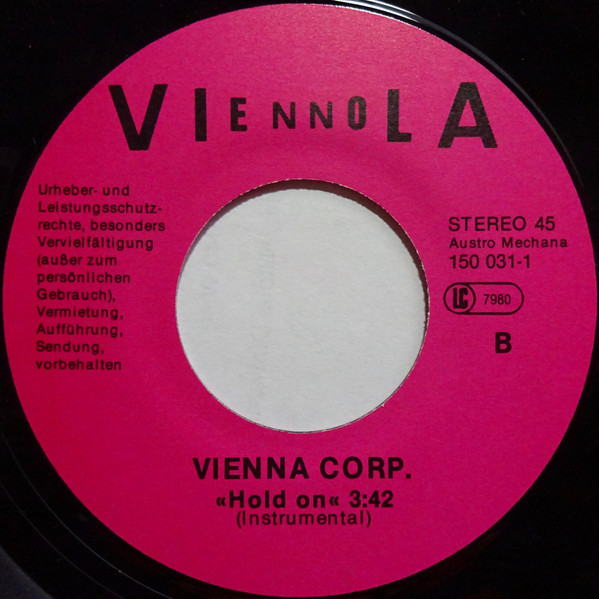 VIENNOLA
Urheber- und
Leistungsschutz-
rechte, besonders
Vervielfältigung
(außer zum
persönlichen
Gebrauch),
Vermietung,
Aufführung,
Sendung,
vorbehalten
STEREO 45
Austro Mechana
150 031-1
LC 7980
B
VIENNA CORP.
«Hold on« 3:42
(Instrumental)